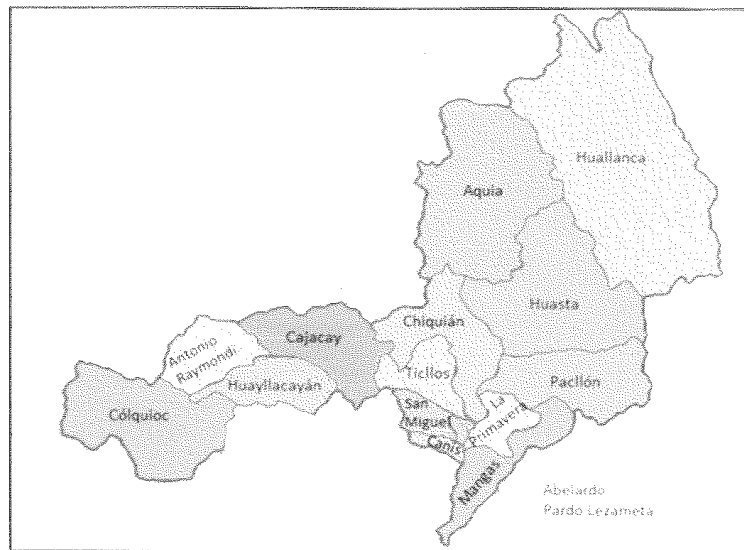 Huallanca
Aquia
Huasta
Chiquián
Cajacay
Antonio
Raymondi
Ticllos
Pacllón
Huayllacayán
La
Primavera
San
Miguel
Cólquioc
Canis
Mangas
Abelardo
Pardo Lezameta